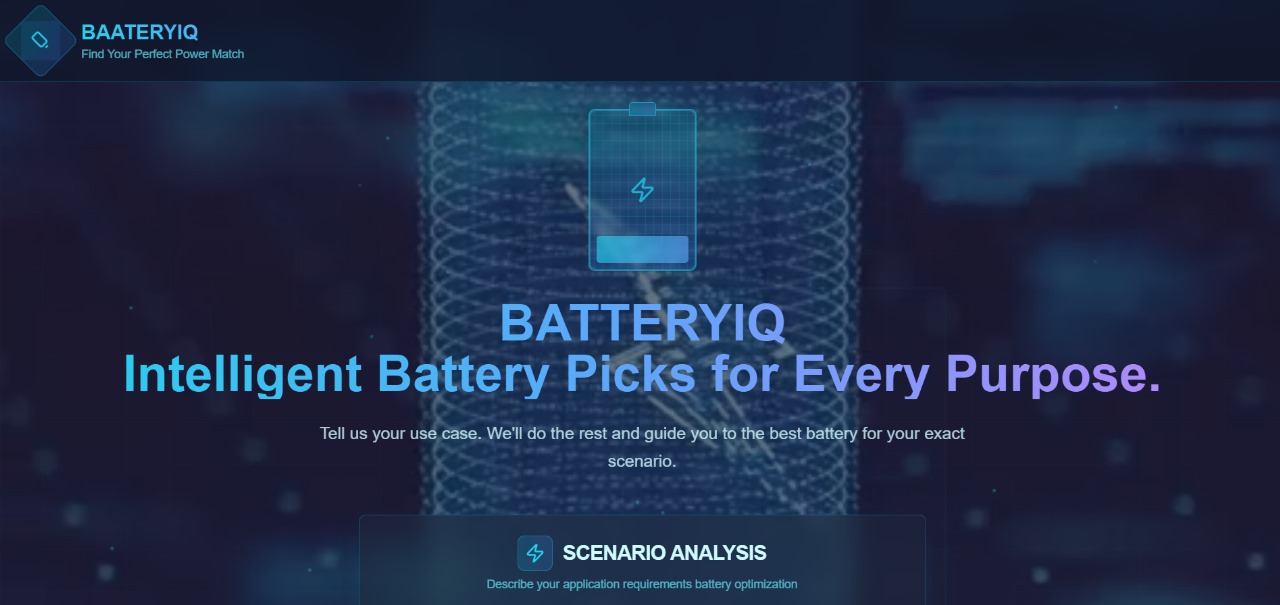 BAATERYIQ
Find Your Perfect Power Match
BATTERYIQ
Intelligent Battery Picks for Every Purpose.
Tell us your use case. We'll do the rest and guide you to the best battery for your exact
scenario.
SCENARIO ANALYSIS
Describe your application requirements battery optimization